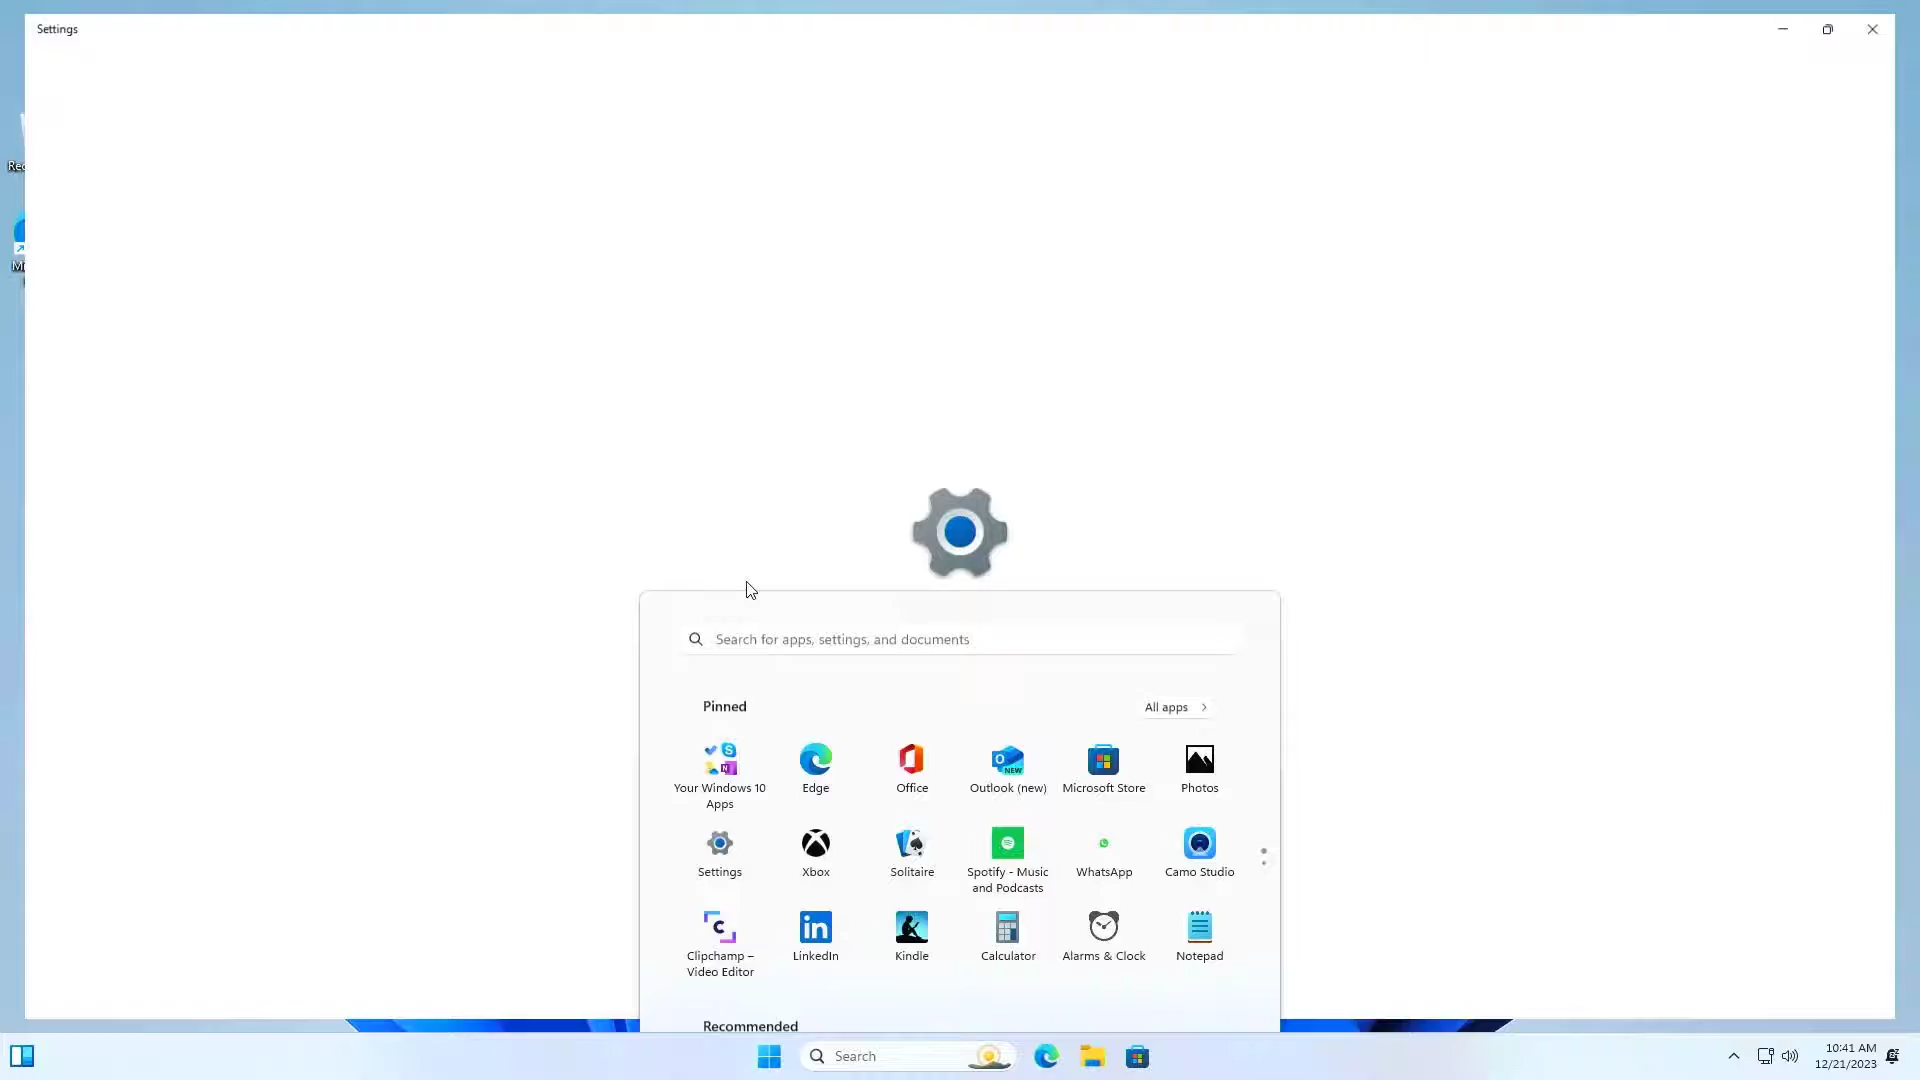 Settings
Rec
Mi
Search for apps, settings, and documents
Pinned
All apps
Your Windows 10
Apps
Edge
Office
Outlook (new)
Microsoft Store
Photos
Settings
Xbox
Solitaire
Spotify - Music
and Podcasts
WhatsApp
Camo Studio
Clipchamp –
Video Editor
LinkedIn
Kindle
Calculator
Alarms & Clock
Notepad
Recommended
Search
10:41 AM
12/21/2023